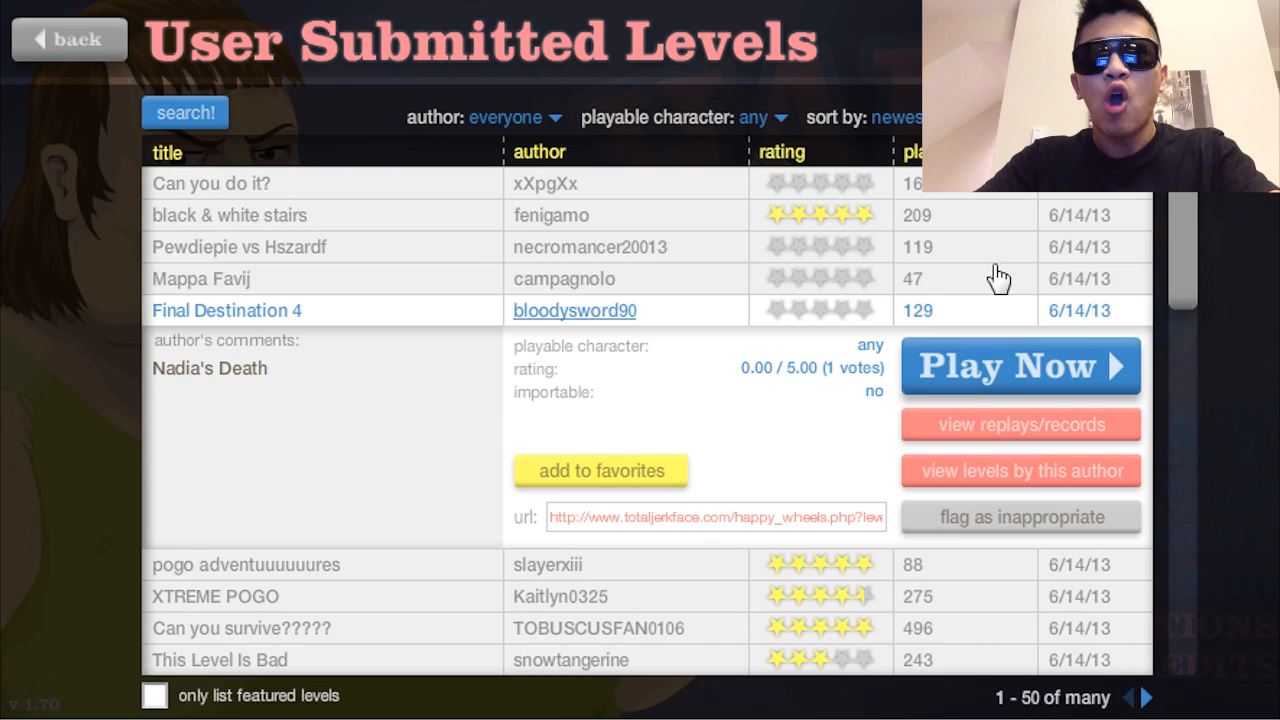 back
User Submitted Levels
search!
author: everyone playable character: any sort by: newes
title author rating pla
Can you do it? xXpgXx 16
black & white stairs fenigamo 209 6/14/13
Pewdiepie vs Hszardf necromancer20013 119 6/14/13
Mappa Favij campagnolo 47 6/14/13
Final Destination 4 bloodysword90 129 6/14/13
author's comments: playable character: any
Nadia's Death rating: 0.00 / 5.00 (1 votes) Play Now
importable: no
view replays/records
add to favorites view levels by this author
url: http://www.totaljerkface.com/happy_wheels.php?leve flag as inappropriate
pogo adventuuuuuures slayerxiii 88 6/14/13
XTREME POGO Kaitlyn0325 275 6/14/13
Can you survive????? TOBUSCUSFAN0106 496 6/14/13
This Level Is Bad snowtangerine 243 6/14/13
only list featured levels 1 - 50 of many
v 1.70